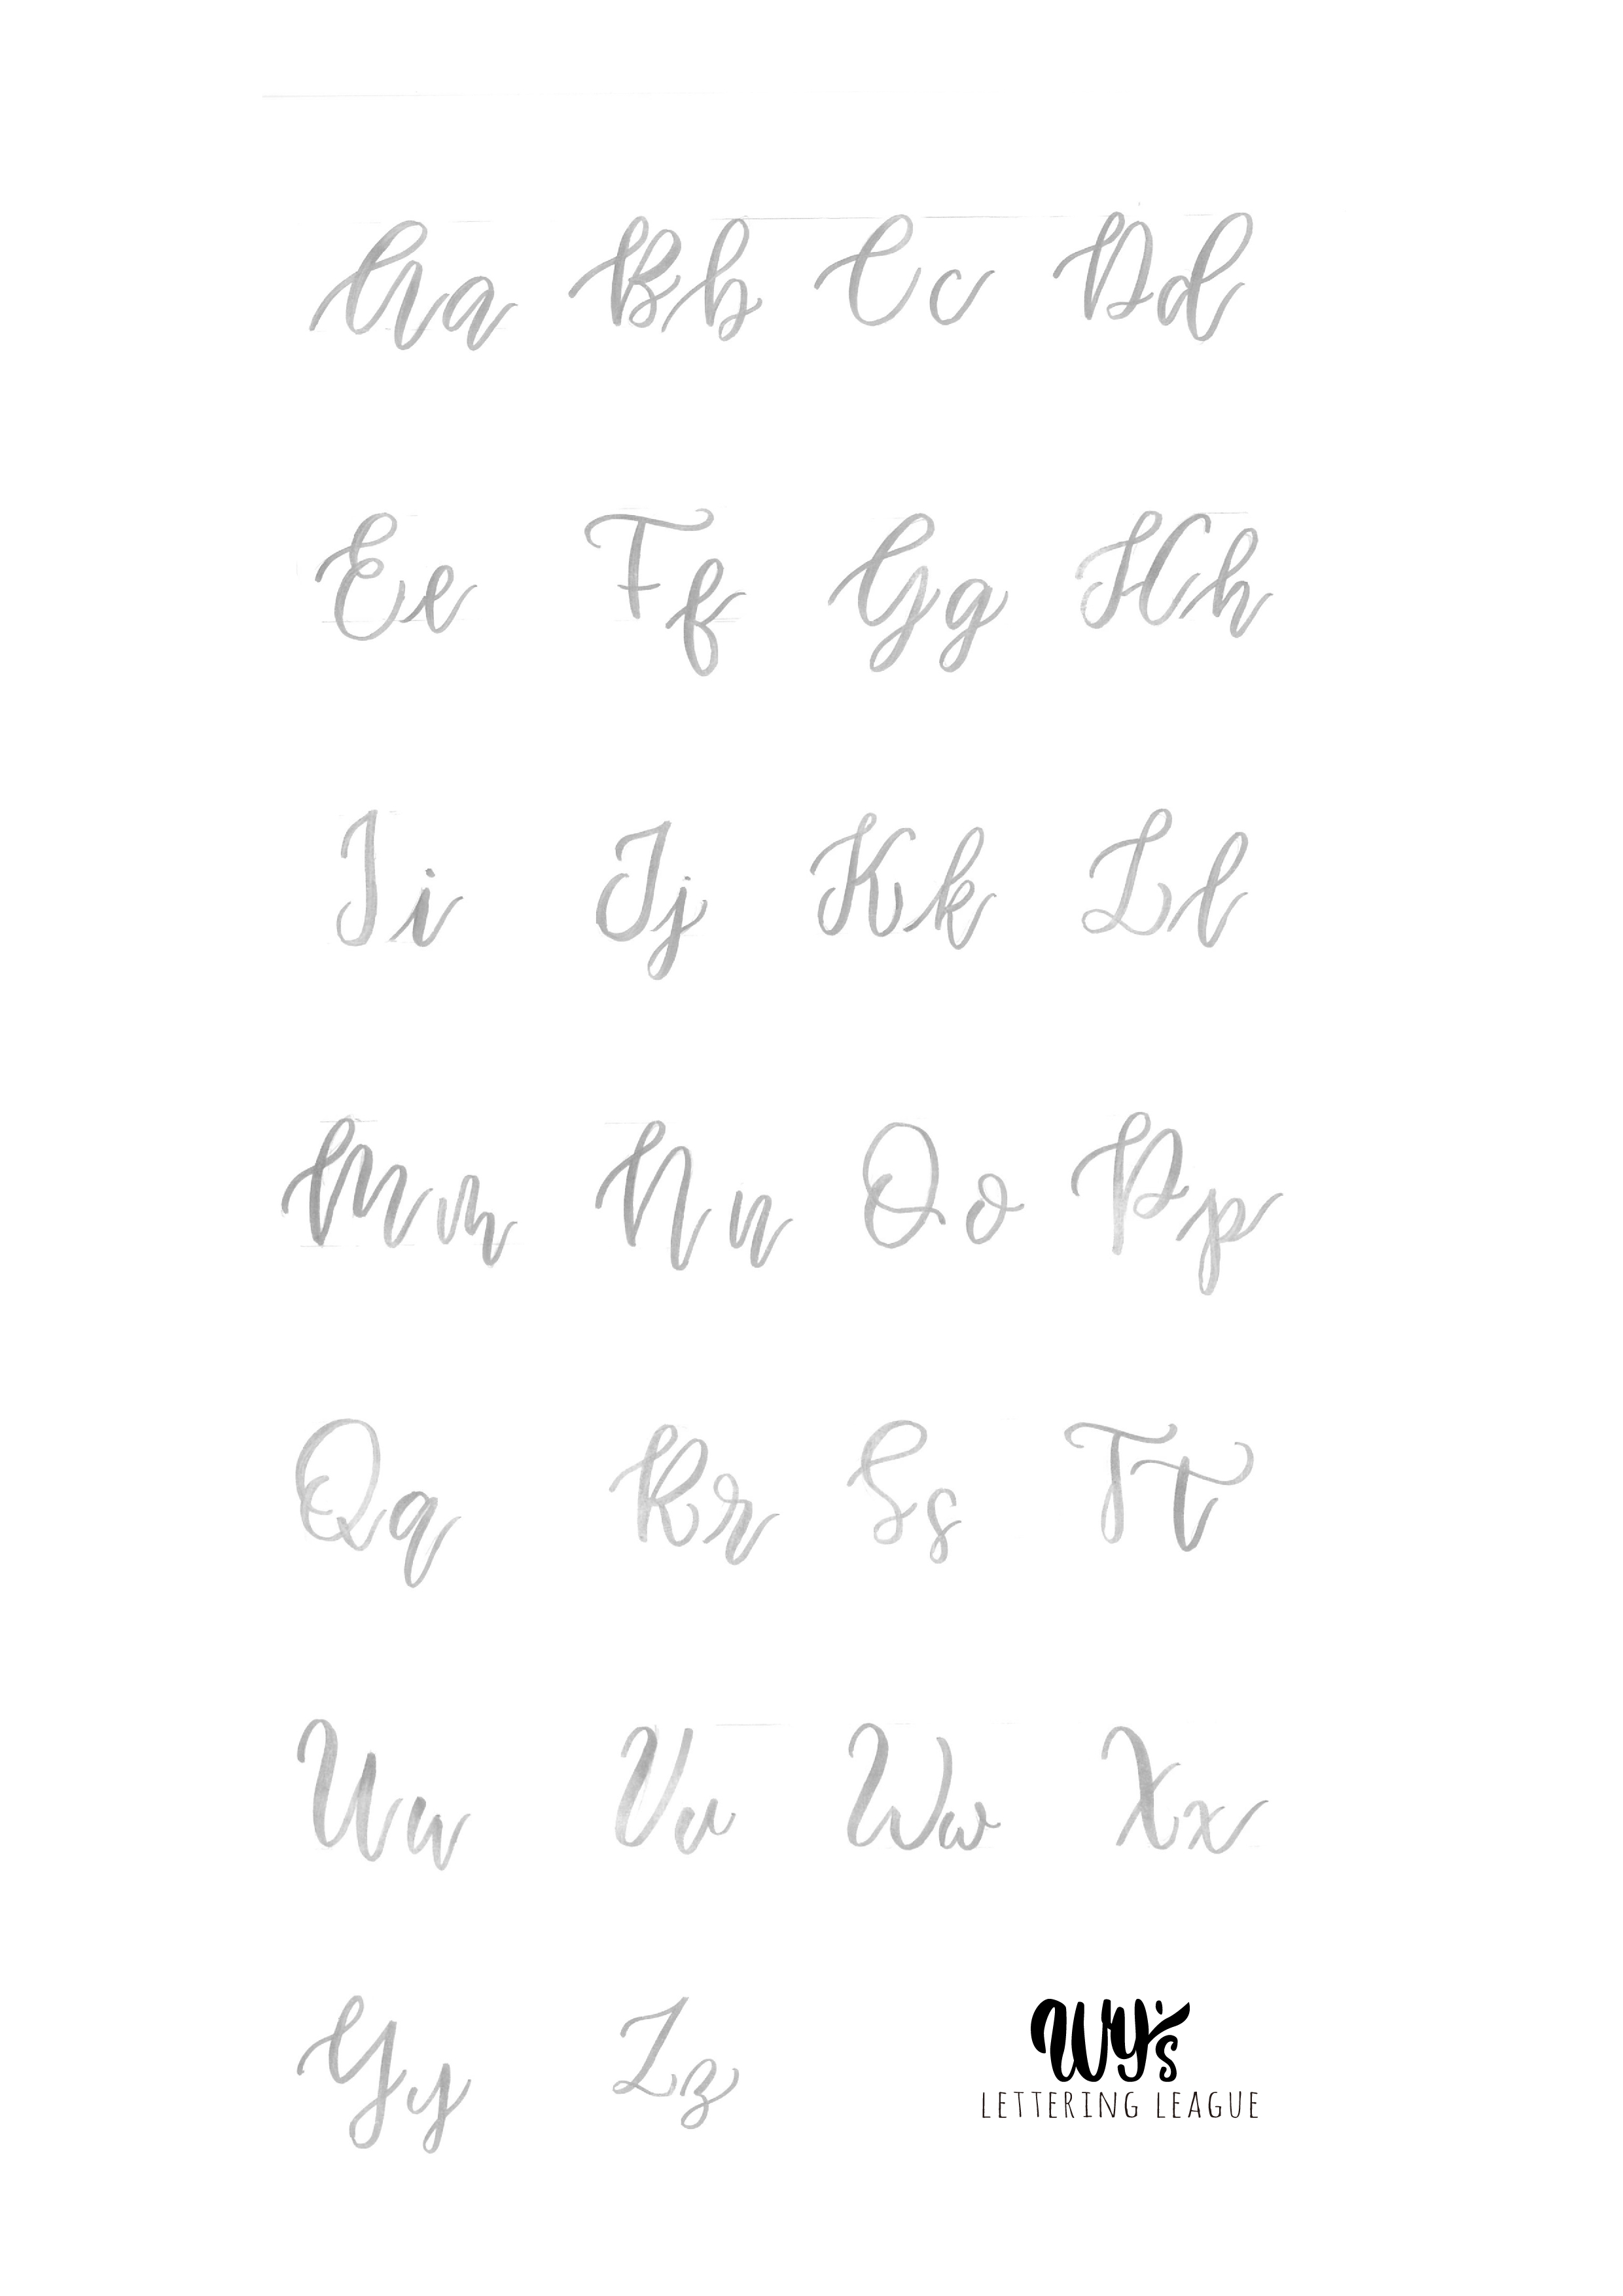 Aa Bb Cc Dd
Ee Ff Gg Hh
Ii Jj Kk Ll
Mm Nn Oo Pp
Qq Rr Ss Tt
Uu Vv Ww Xx
Yy Zz
Wy's
LETTERING LEAGUE